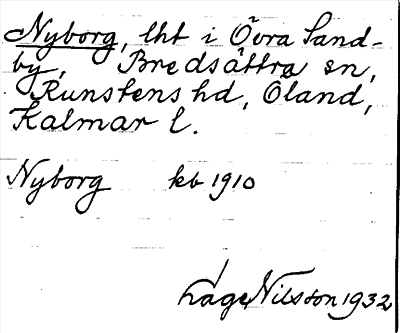 Nyborg, lht i Övra Sand-
by, Bredsättra sn,
Runstens hd, Öland,
Kalmar l.
Nyborg kb 1910
Lage Nilsson 1932